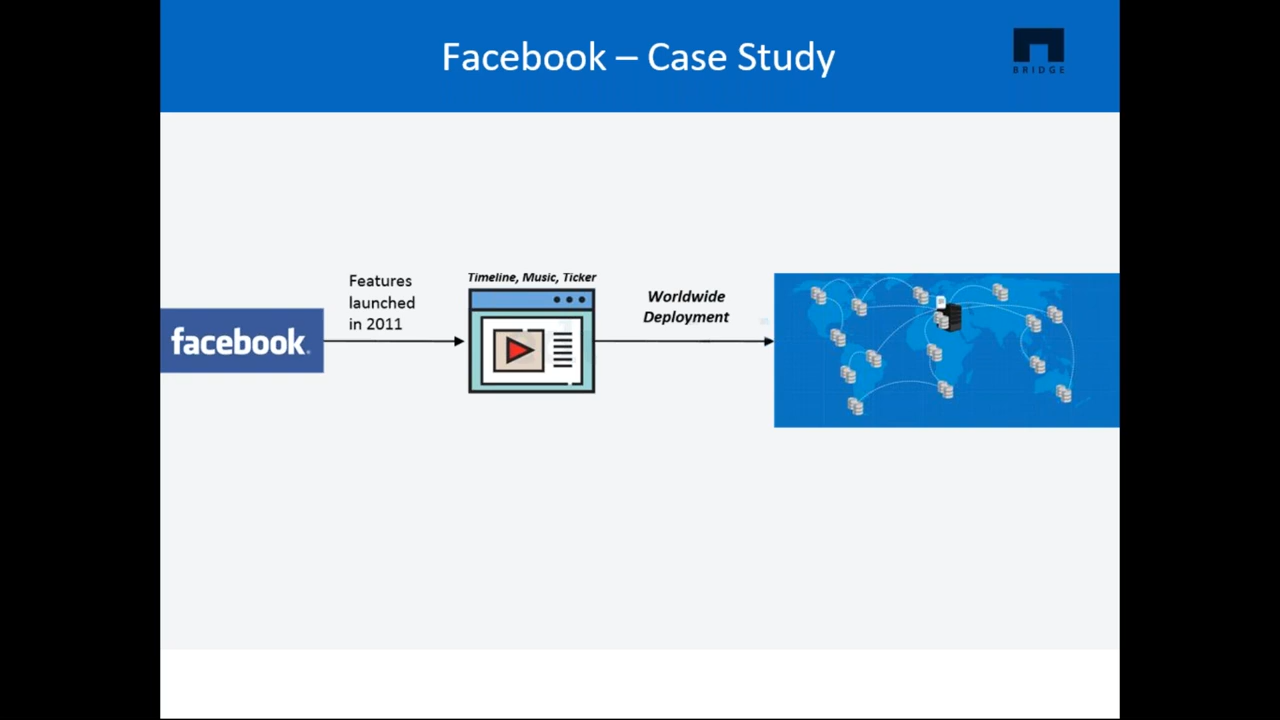 Facebook – Case Study
BRIDGE
Features
launched
in 2011
Timeline, Music, Ticker
Worldwide
Deployment
facebook.